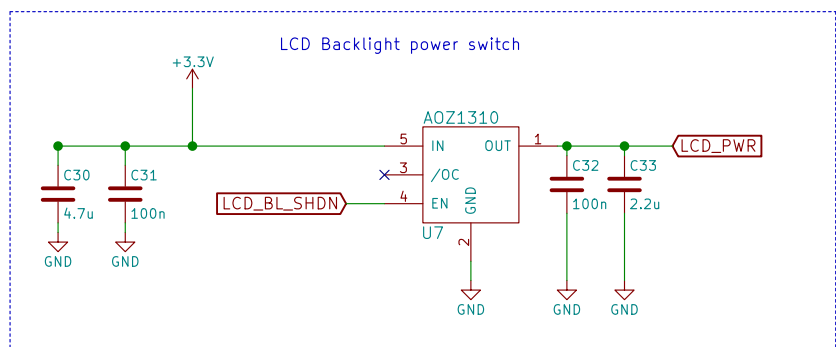 LCD Backlight power switch
+3.3V
AOZ1310
5
IN
OUT
1
LCD_PWR
C30
C31
3
/OC
C32
C33
LCD_BL_SHDN
4
EN
GND
4.7u
100n
100n
2.2u
U7
2
GND
GND
GND
GND
GND